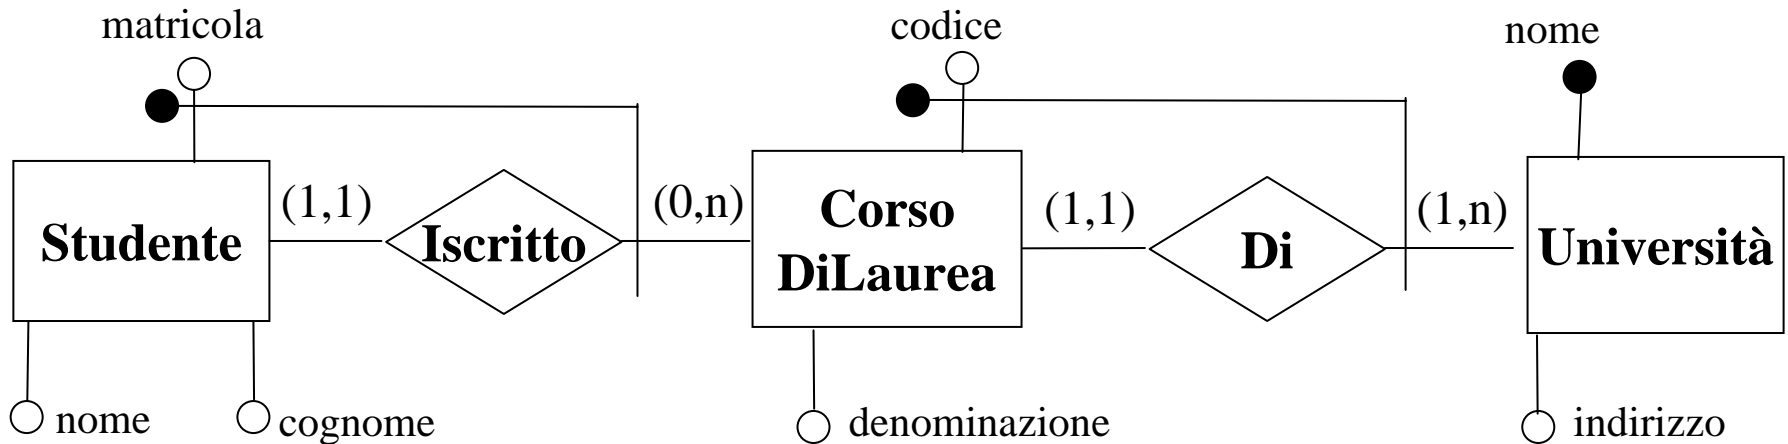 matricola
codice
nome
(1,1)
(0,n)
(1,1)
(1,n)
Studente
Iscritto
Corso
DiLaurea
Di
Università
nome
cognome
denominazione
indirizzo